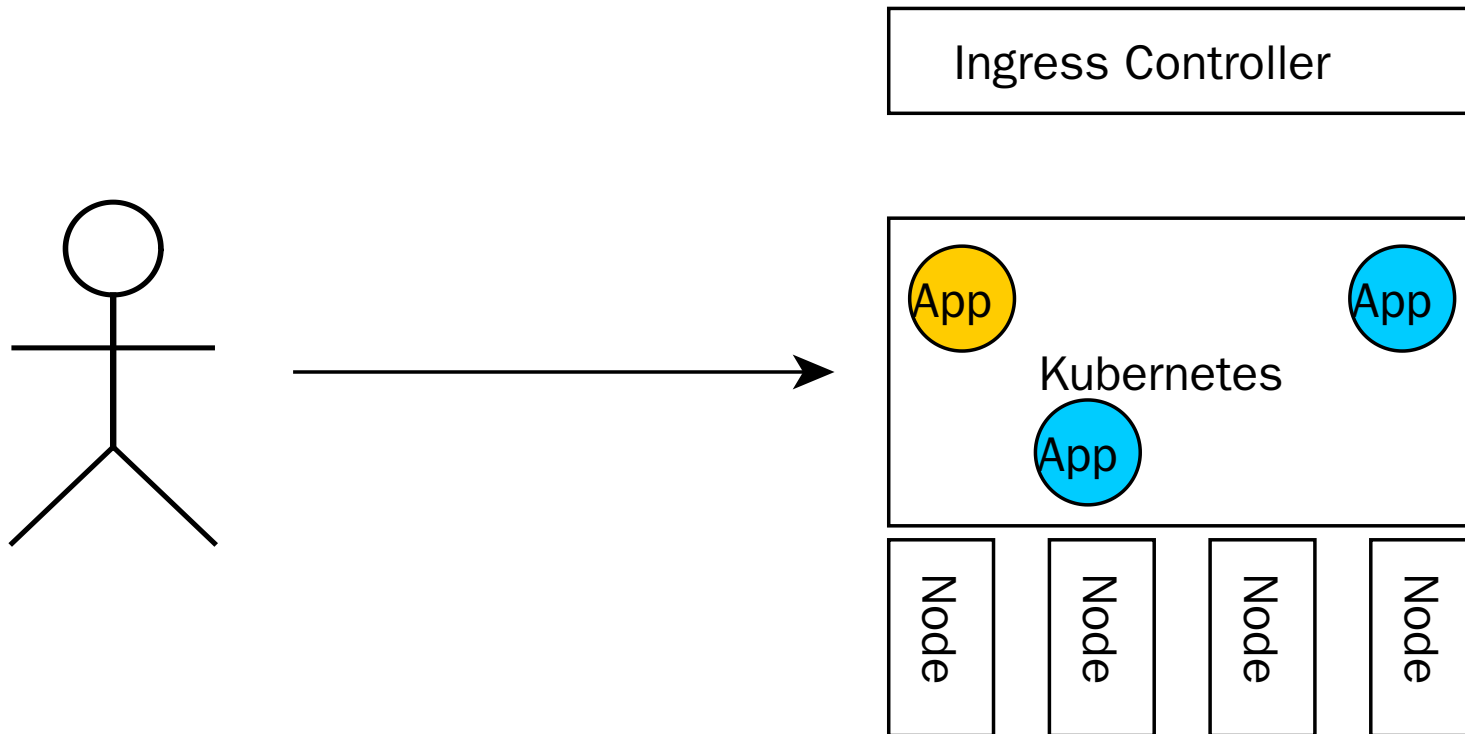 Ingress Controller
App
App
Kubernetes
App
Node
Node
Node
Node